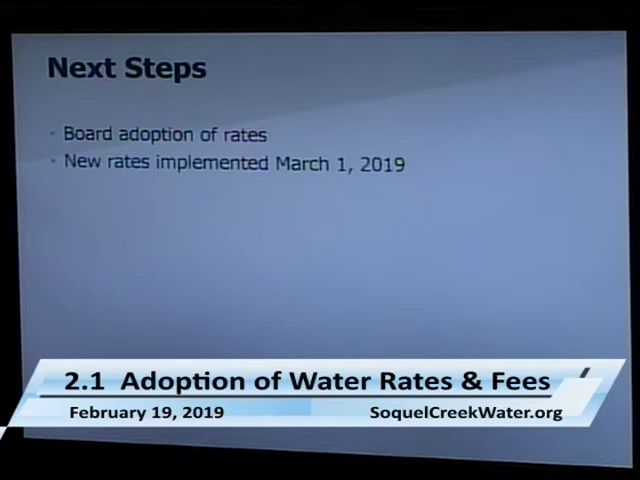 Next Steps
Board adoption of rates
New rates implemented March 1, 2019
2.1 Adoption of Water Rates & Fees
February 19, 2019 SoquelCreekWater.org